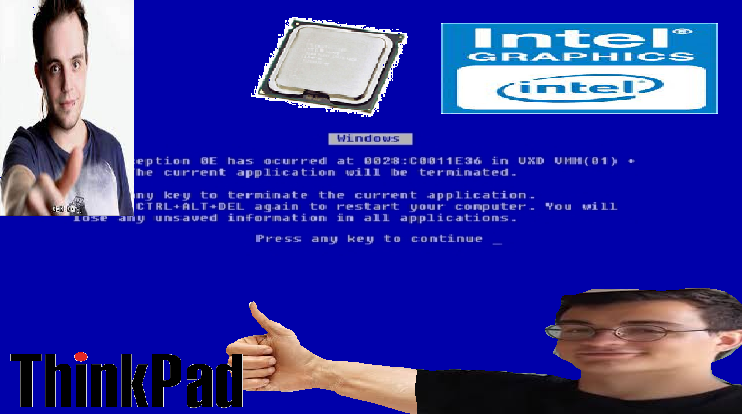 Intel®
GRAPHICS
intel®
Windows
eption 0E has ocurred at 0028:C0011E36 in VXD VMM(01) +
he current application will be terminated.
ny key to terminate the current application.
CTRL+ALT+DEL again to restart your computer. You will
lose any unsaved information in all applications.
Press any key to continue _
ThinkPad